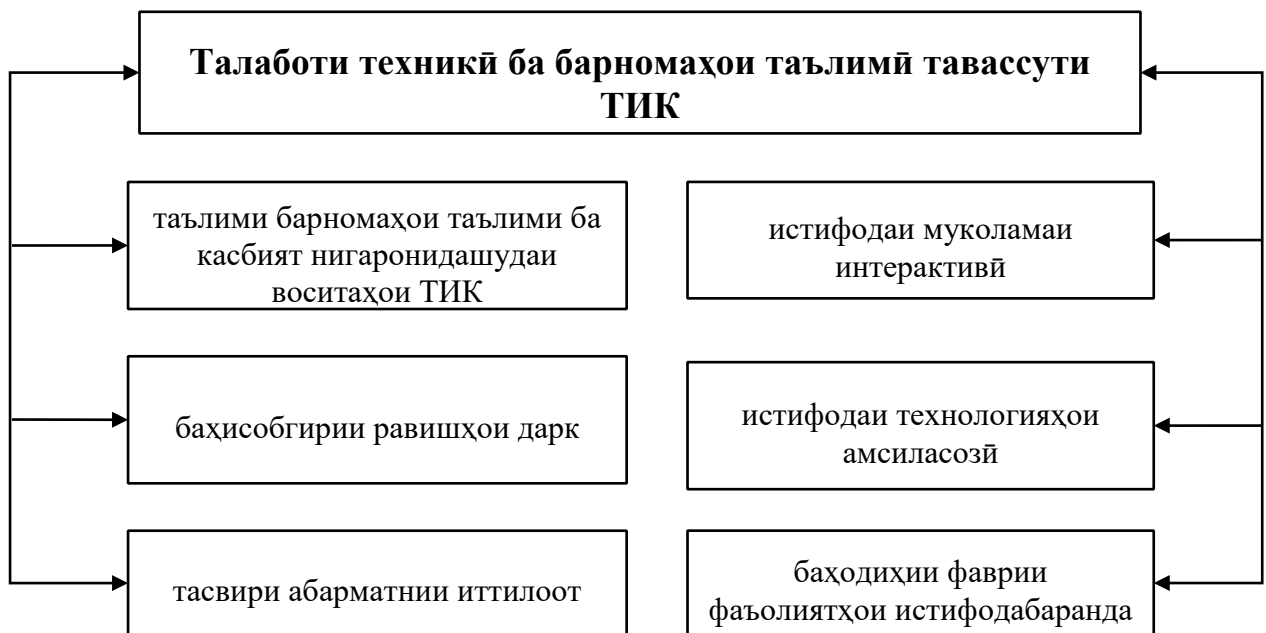 Талаботи техникӣ ба барномаҳои таълимӣ тавассути
ТИК
таълими барномаҳои таълими ба
касбият нигаронидашудаи
воситаҳои ТИК
истифодаи муколамаи
интерактивӣ
баҳисобгирии равишҳои дарк
истифодаи технологияҳои
амсиласозӣ
тасвири абарматнии иттилоот
баҳодиҳии фаврии
фаъолиятҳои истифодабаранда